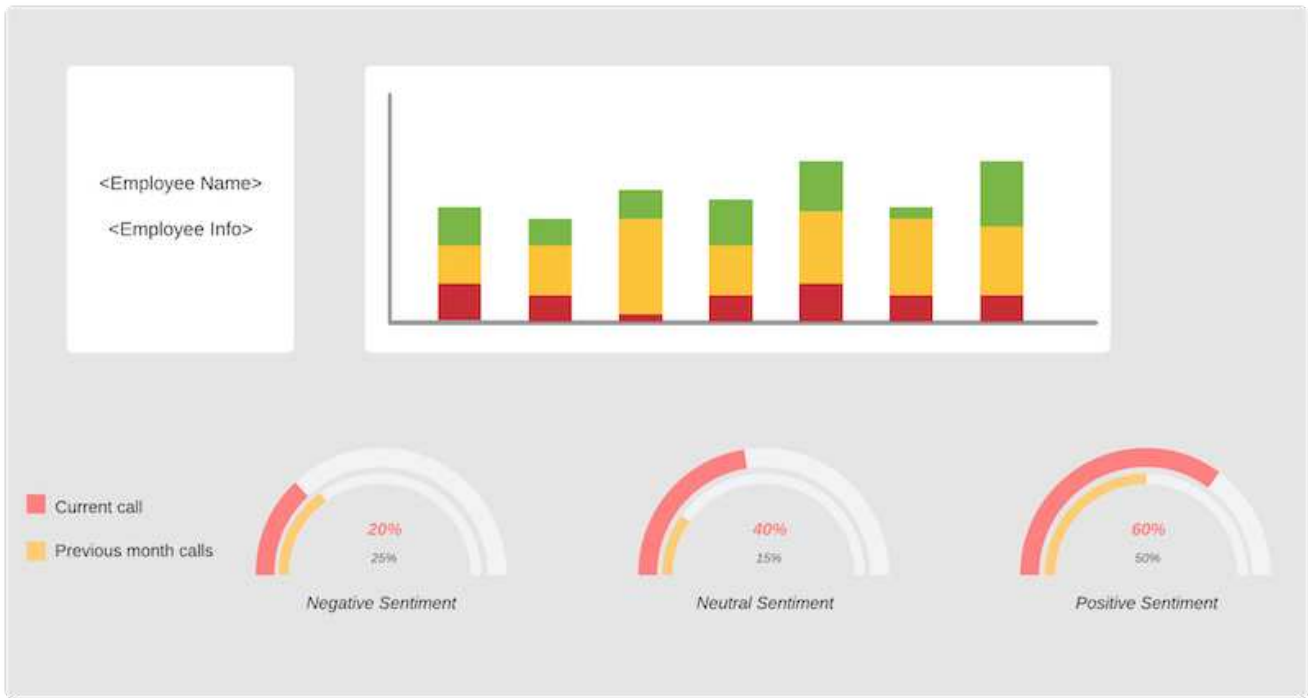 <Employee Name>
<Employee Info>
Current call
Previous month calls
20%
25%
Negative Sentiment
40%
15%
Neutral Sentiment
60%
50%
Positive Sentiment